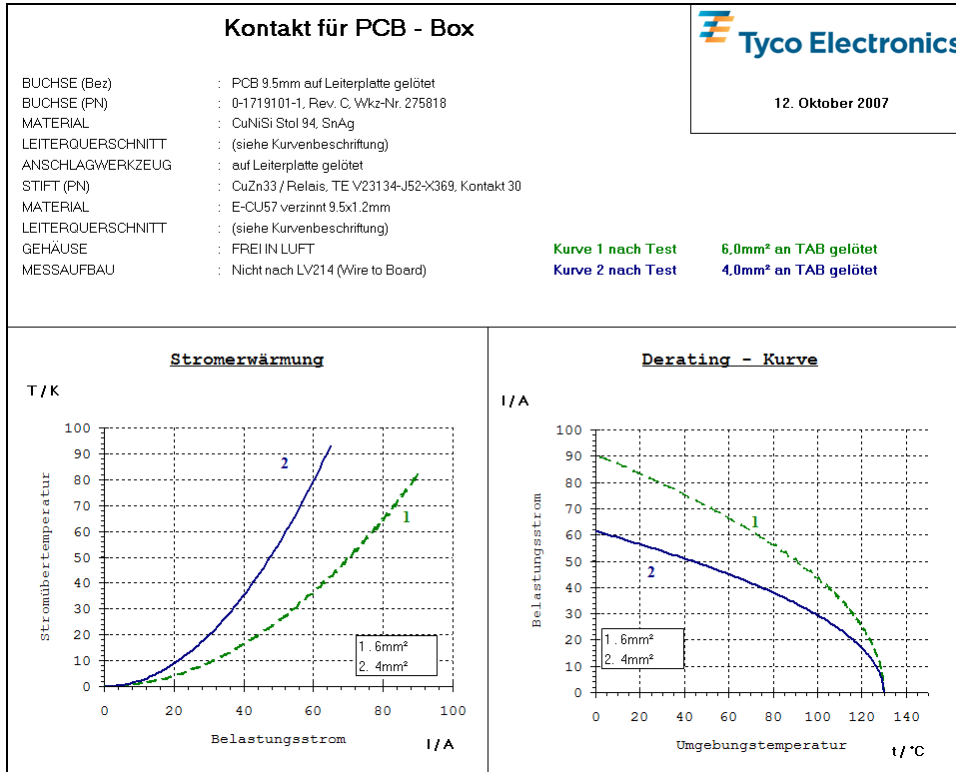 Kontakt für PCB - Box
Tyco Electronics
12. Oktober 2007
BUCHSE (Bez) : PCB 9.5mm auf Leiterplatte gelötet
BUCHSE (PN) : 0-1719101-1, Rev. C, Wkz-Nr. 275818
MATERIAL : CuNiSi Stol 94, SnAg
LEITERQUERSCHNITT : (siehe Kurvenbeschriftung)
ANSCHLAGWERKZEUG : auf Leiterplatte gelötet
STIFT (PN) : CuZn33 / Relais, TE V23134-J52-X369, Kontakt 30
MATERIAL : E-CU57 verzinnt 9.5x1.2mm
LEITERQUERSCHNITT : (siehe Kurvenbeschriftung)
GEHÄUSE : FREI IN LUFT Kurve 1 nach Test 6,0mm² an TAB gelötet
MESSAUFBAU : Nicht nach LV214 (Wire to Board) Kurve 2 nach Test 4,0mm² an TAB gelötet
Stromerwärmung
T / K
100
90
80
70
60
50
40
30
20
10
0
Stromübertemperatur
2
1
1. 6mm²
2. 4mm²
0 20 40 60 80 100
Belastungsstrom I / A
Derating - Kurve
I / A
100
90
80
70
60
50
40
30
20
10
0
Belastungsstrom
1
2
1. 6mm²
2. 4mm²
0 20 40 60 80 100 120 140
Umgebungstemperatur t / °C